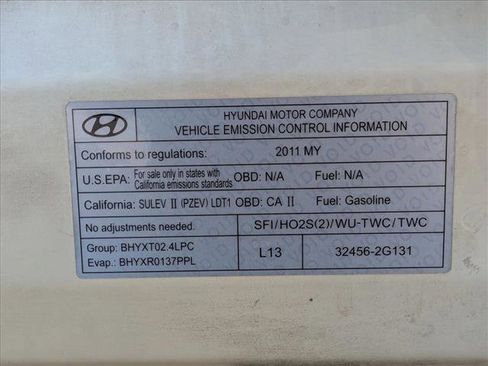 HYUNDAI MOTOR COMPANY
VEHICLE EMISSION CONTROL INFORMATION
Conforms to regulations: 2011 MY
U.S.EPA: For sale only in states with California emissions standards OBD: N/A Fuel: N/A
California: SULEV II (PZEV) LDT1 OBD: CA II Fuel: Gasoline
No adjustments needed. SFI/HO2S(2)/WU-TWC/TWC
Group: BHYXT02.4LPC
Evap.: BHYXR0137PPL
L13 32456-2G131